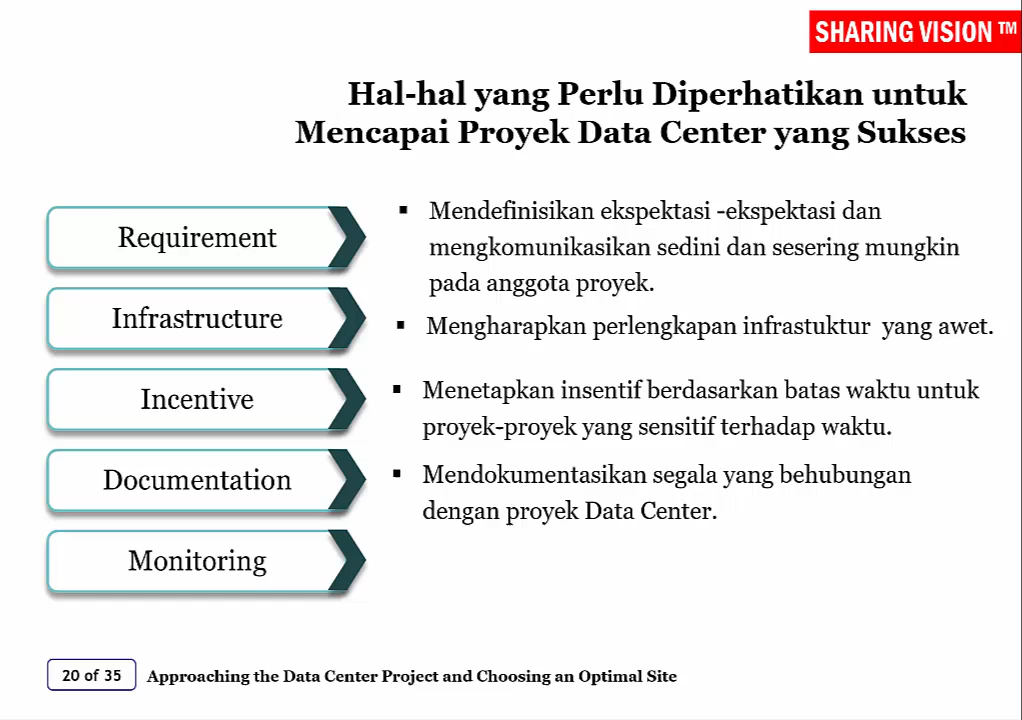 SHARING VISION ™
Hal-hal yang Perlu Diperhatikan untuk
Mencapai Proyek Data Center yang Sukses
Requirement
▪ Mendefinisikan ekspektasi -ekspektasi dan
mengkomunikasikan sedini dan sesering mungkin
pada anggota proyek.
Infrastructure
▪ Mengharapkan perlengkapan infrastuktur yang awet.
Incentive
▪ Menetapkan insentif berdasarkan batas waktu untuk
proyek-proyek yang sensitif terhadap waktu.
Documentation
▪ Mendokumentasikan segala yang behubungan
dengan proyek Data Center.
Monitoring
20 of 35
Approaching the Data Center Project and Choosing an Optimal Site